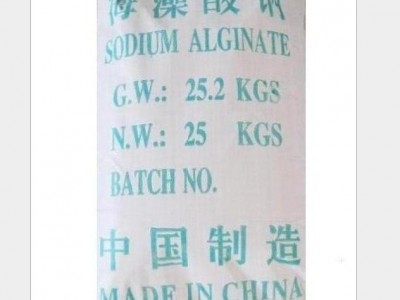 海藻酸钠
SODIUM ALGINATE
G.W.: 25.2 KGS
N.W.: 25 KGS
BATCH NO.
中国制造
MADE IN CHINA